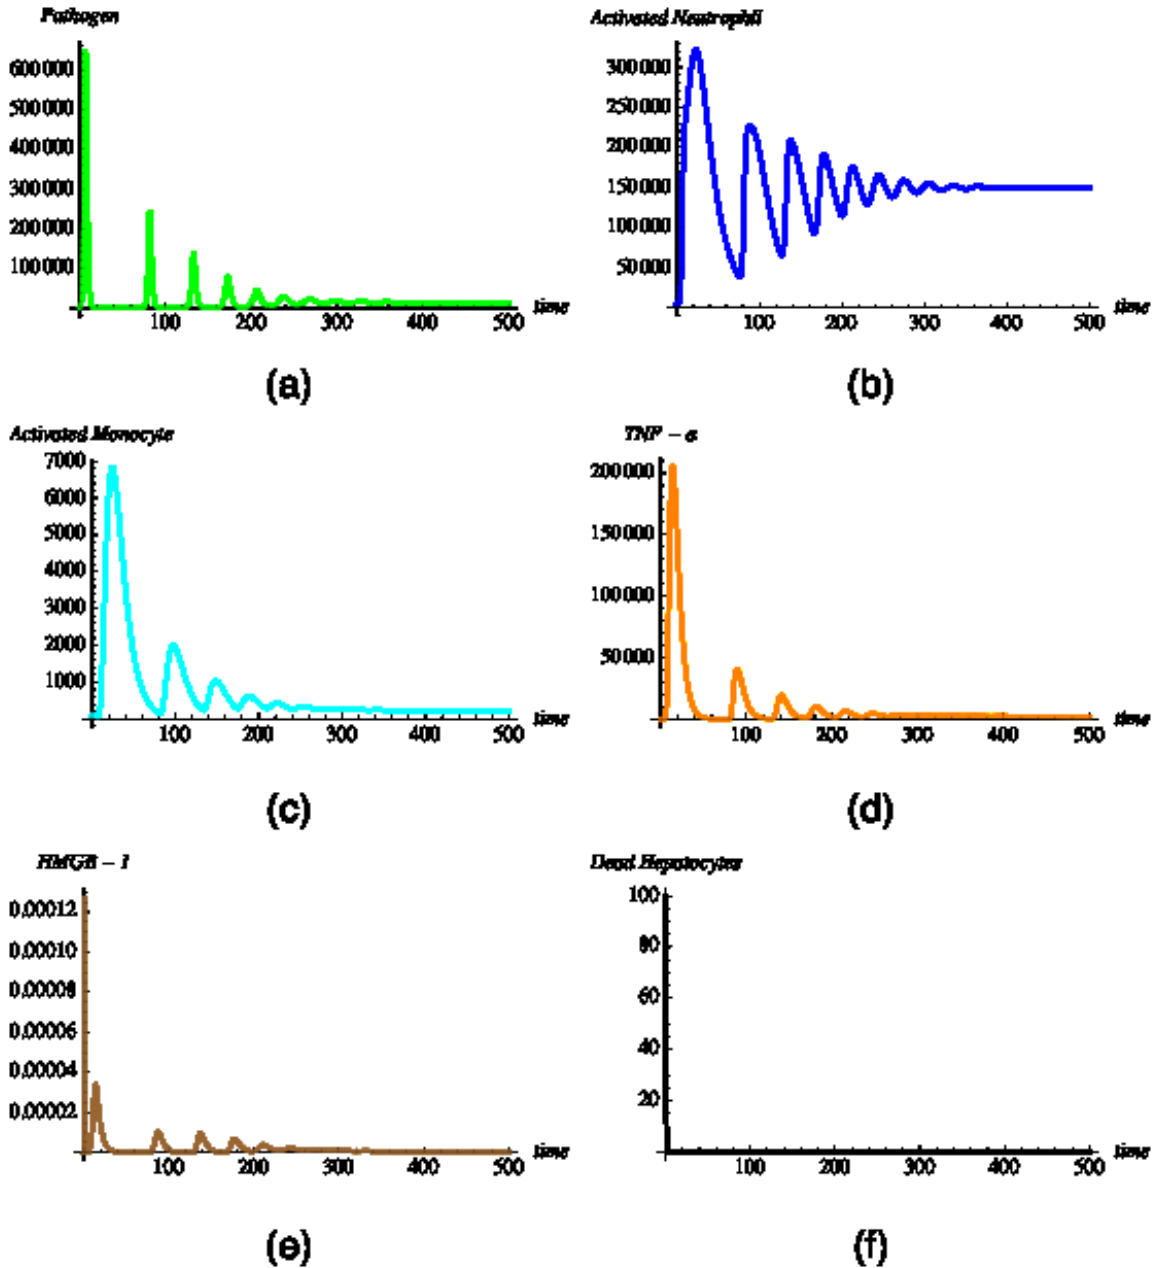 Pathogen
600000
500000
400000
300000
200000
100000
100 200 300 400 500 time
(a)
Activated Neutrophil
300000
250000
200000
150000
100000
50000
100 200 300 400 500 time
(b)
Activated Monocyte
7000
6000
5000
4000
3000
2000
1000
100 200 300 400 500 time
(c)
TNF – α
200000
150000
100000
50000
100 200 300 400 500 time
(d)
HMGB – 1
0.00012
0.00010
0.00008
0.00006
0.00004
0.00002
100 200 300 400 500 time
(e)
Dead Hepatocytes
100
80
60
40
20
100 200 300 400 500 time
(f)